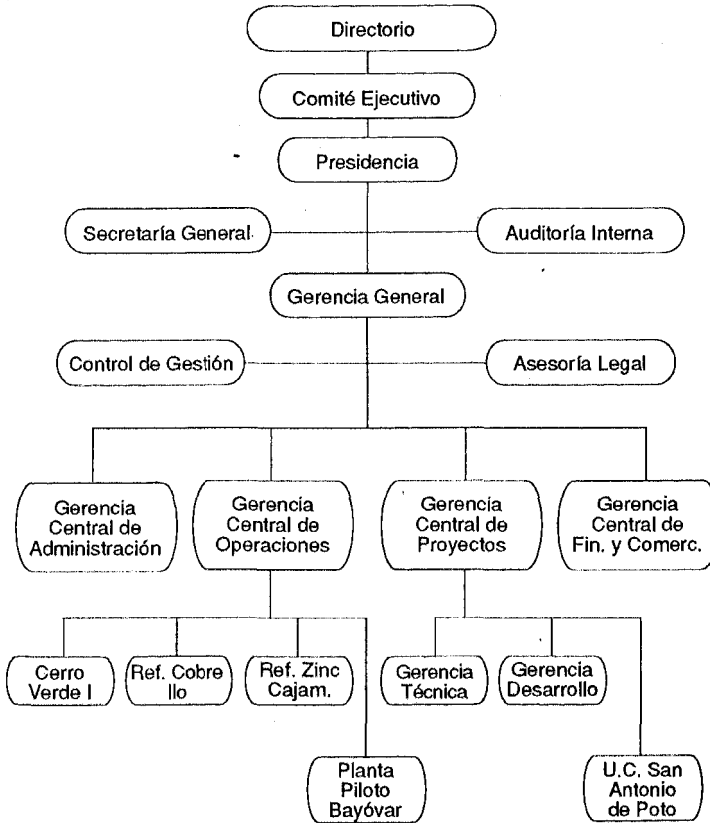 Directorio
Comité Ejecutivo
Presidencia
Secretaría General
Auditoría Interna
Gerencia General
Control de Gestión
Asesoría Legal
Gerencia
Central de
Administración
Gerencia
Central de
Operaciones
Gerencia
Central de
Proyectos
Gerencia
Central de
Fin. y Comerc.
Cerro
Verde I
Ref. Cobre
Ilo
Ref. Zinc
Cajam.
Gerencia
Técnica
Gerencia
Desarrollo
Planta
Piloto
Bayóvar
U.C. San
Antonio
de Poto